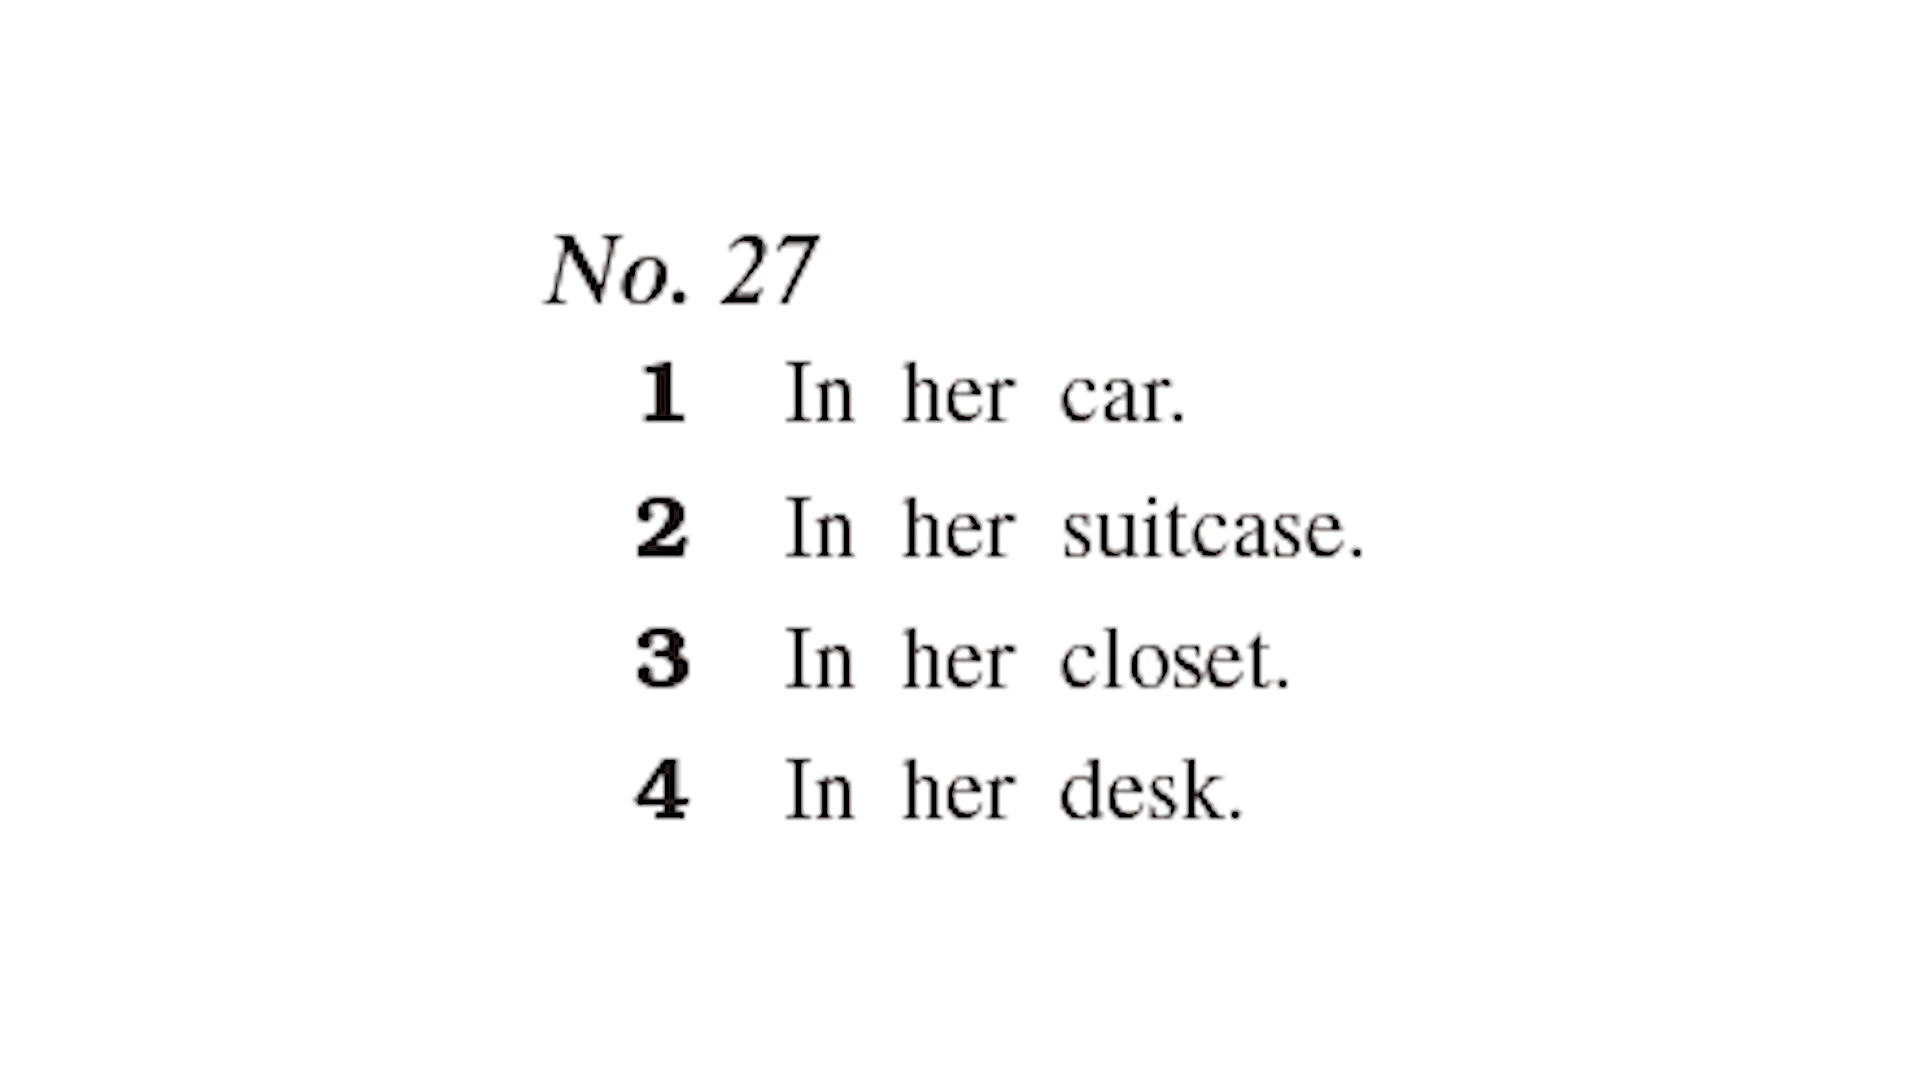 No. 27
1 In her car.
2 In her suitcase.
3 In her closet.
4 In her desk.